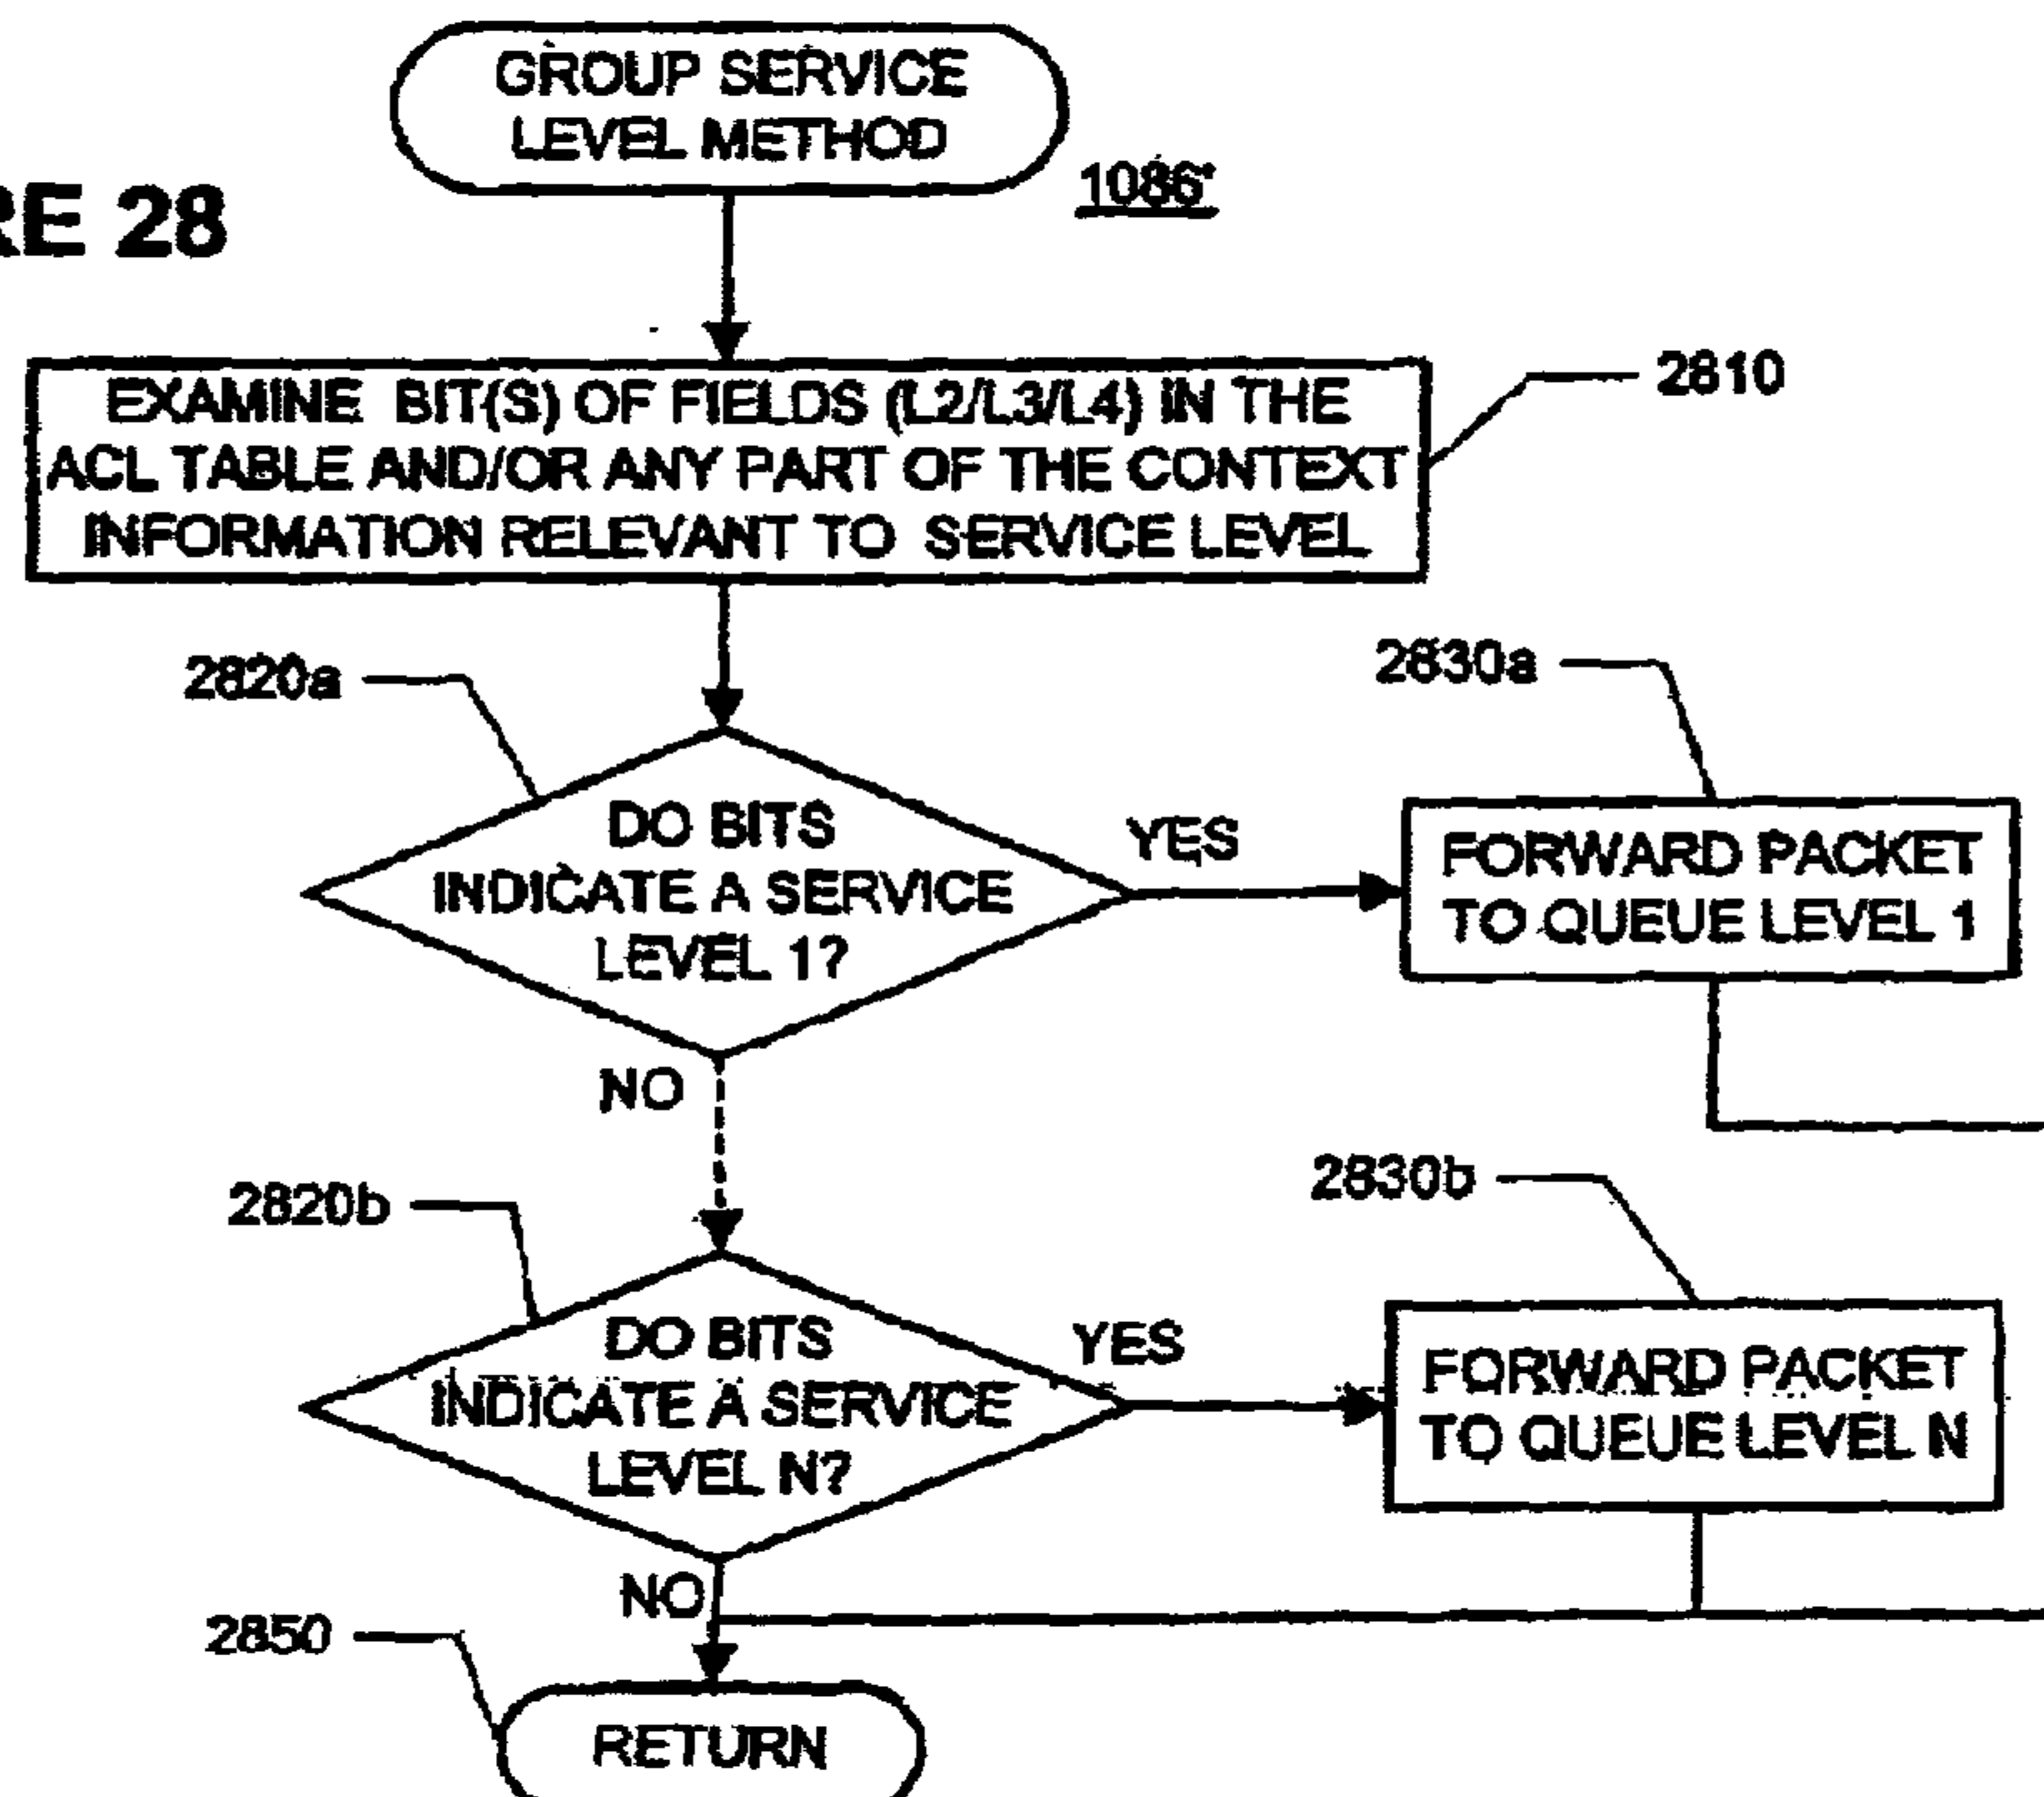 GROUP SERVICE
LEVEL METHOD
1086'
RE 28
EXAMINE BIT(S) OF FIELDS (L2/L3/L4) IN THE
ACL TABLE AND/OR ANY PART OF THE CONTEXT
INFORMATION RELEVANT TO SERVICE LEVEL
2810
2820a
2830a
DO BITS
INDICATE A SERVICE
LEVEL 1?
YES
FORWARD PACKET
TO QUEUE LEVEL 1
NO
2820b
2830b
DO BITS
INDICATE A SERVICE
LEVEL N?
YES
FORWARD PACKET
TO QUEUE LEVEL N
NO
2850
RETURN